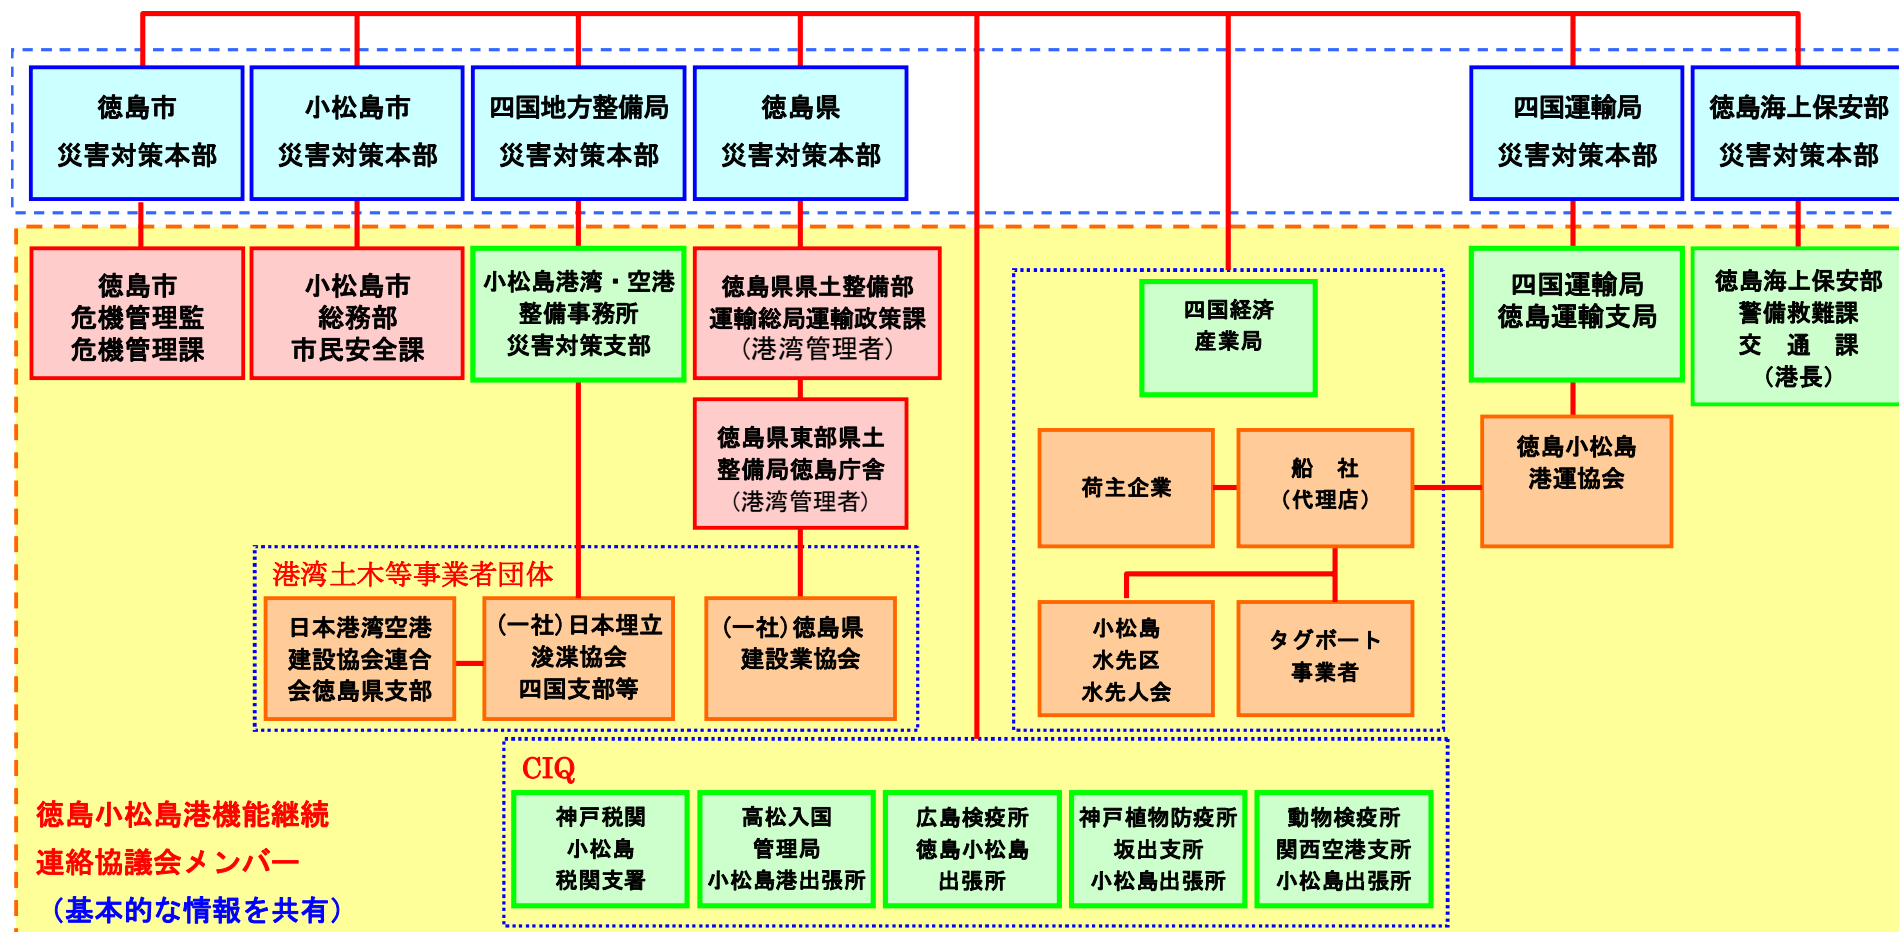 徳島市
災害対策本部
小松島市
災害対策本部
四国地方整備局
災害対策本部
徳島県
災害対策本部
四国運輸局
災害対策本部
徳島海上保安部
災害対策本部
徳島市
危機管理監
危機管理課
小松島市
総務部
市民安全課
小松島港湾・空港
整備事務所
災害対策支部
徳島県県土整備部
運輸総局運輸政策課
（港湾管理者）
四国経済
産業局
四国運輸局
徳島運輸支局
徳島海上保安部
警備救難課
交　通　課
（港長）
徳島県東部県土
整備局徳島庁舎
（港湾管理者）
荷主企業
船　社
（代理店）
徳島小松島
港運協会
港湾土木等事業者団体
日本港湾空港
建設協会連合
会徳島県支部
（一社）日本埋立
浚渫協会
四国支部等
（一社）徳島県
建設業協会
小松島
水先区
水先人会
タグボート
事業者
CIQ
神戸税関
小松島
税関支署
高松入国
管理局
小松島港出張所
広島検疫所
徳島小松島
出張所
神戸植物防疫所
坂出支所
小松島出張所
動物検疫所
関西空港支所
小松島出張所
徳島小松島港機能継続
連絡協議会メンバー
（基本的な情報を共有）